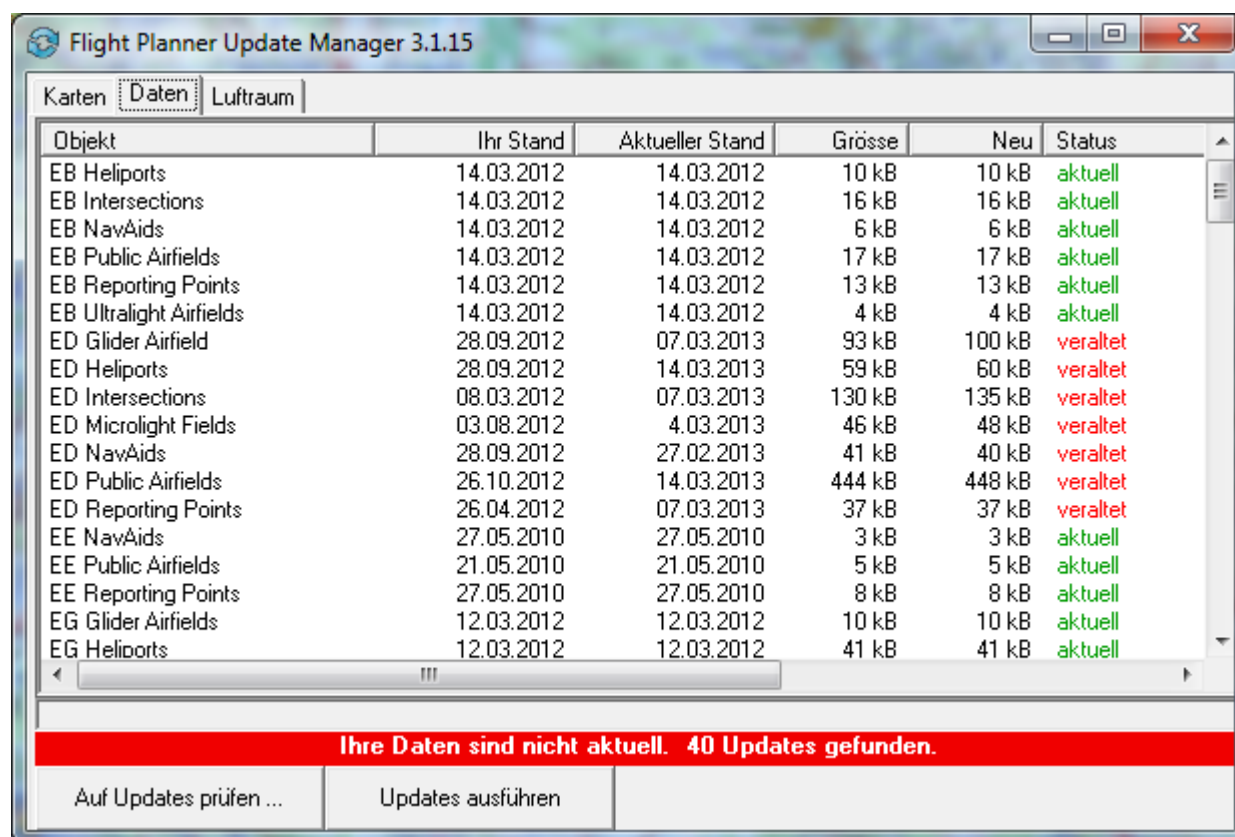 Flight Planner Update Manager 3.1.15
Karten Daten Luftraum
Objekt Ihr Stand Aktueller Stand Grösse Neu Status
EB Heliports 14.03.2012 14.03.2012 10 kB 10 kB aktuell
EB Intersections 14.03.2012 14.03.2012 16 kB 16 kB aktuell
EB NavAids 14.03.2012 14.03.2012 6 kB 6 kB aktuell
EB Public Airfields 14.03.2012 14.03.2012 17 kB 17 kB aktuell
EB Reporting Points 14.03.2012 14.03.2012 13 kB 13 kB aktuell
EB Ultralight Airfields 14.03.2012 14.03.2012 4 kB 4 kB aktuell
ED Glider Airfield 28.09.2012 07.03.2013 93 kB 100 kB veraltet
ED Heliports 28.09.2012 14.03.2013 59 kB 60 kB veraltet
ED Intersections 08.03.2012 07.03.2013 130 kB 135 kB veraltet
ED Microlight Fields 03.08.2012 4.03.2013 46 kB 48 kB veraltet
ED NavAids 28.09.2012 27.02.2013 41 kB 40 kB veraltet
ED Public Airfields 26.10.2012 14.03.2013 444 kB 448 kB veraltet
ED Reporting Points 26.04.2012 07.03.2013 37 kB 37 kB veraltet
EE NavAids 27.05.2010 27.05.2010 3 kB 3 kB aktuell
EE Public Airfields 21.05.2010 21.05.2010 5 kB 5 kB aktuell
EE Reporting Points 27.05.2010 27.05.2010 8 kB 8 kB aktuell
EG Glider Airfields 12.03.2012 12.03.2012 10 kB 10 kB aktuell
EG Heliports 12.03.2012 12.03.2012 41 kB 41 kB aktuell
Ihre Daten sind nicht aktuell. 40 Updates gefunden.
Auf Updates prüfen ... Updates ausführen